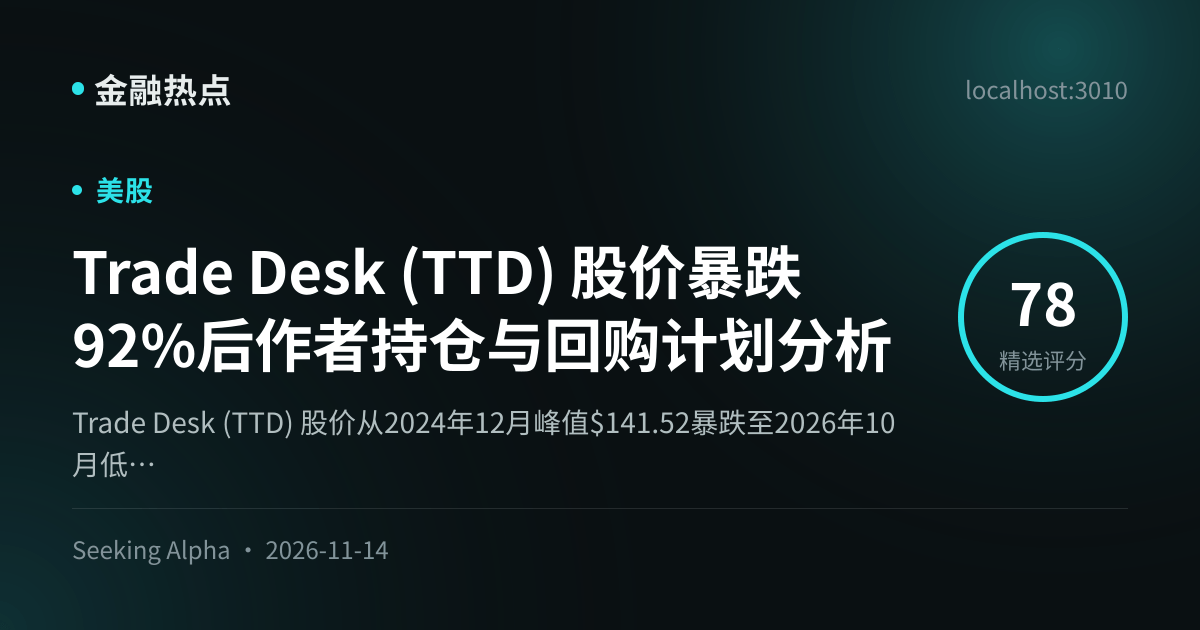 金融热点
localhost:3010
美股
Trade Desk (TTD) 股价暴跌
92%后作者持仓与回购计划分析
78
精选评分
Trade Desk (TTD) 股价从2024年12月峰值$141.52暴跌至2026年10
月低…
Seeking Alpha • 2026-11-14